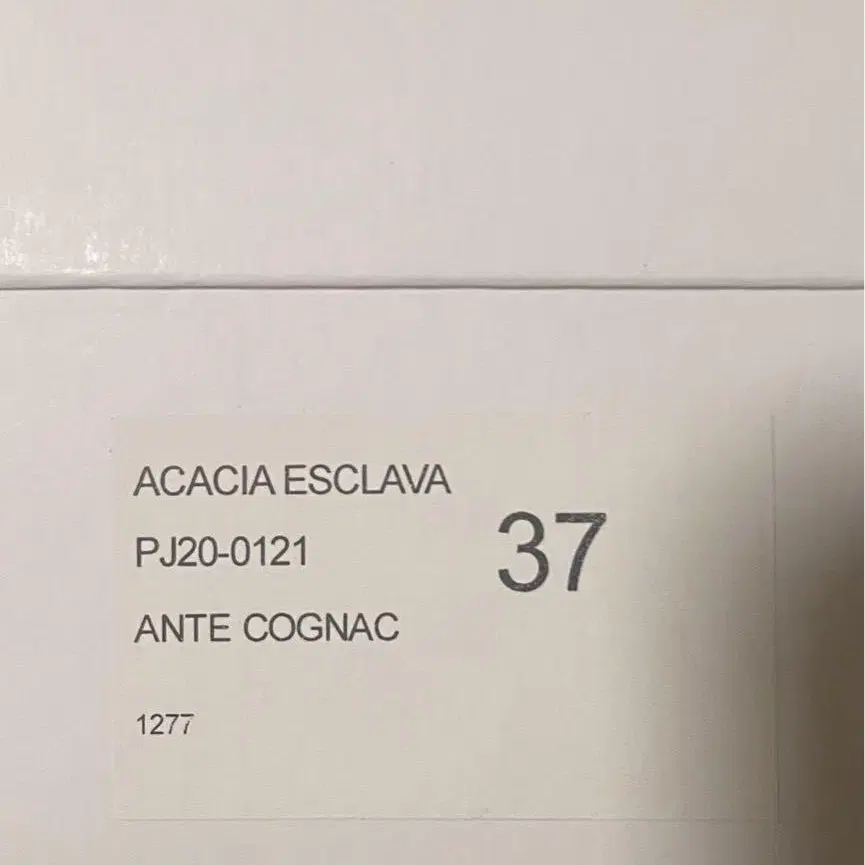 ACACIA ESCLAVA
PJ20-0121
37
ANTE COGNAC
1277